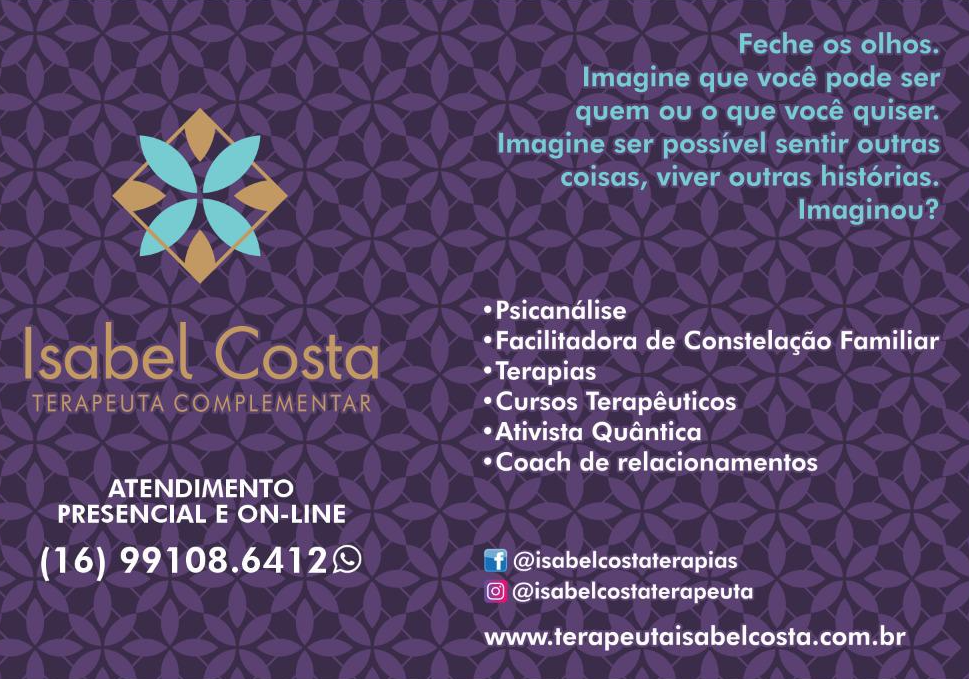 Feche os olhos.
Imagine que você pode ser
quem ou o que você quiser.
Imagine ser possível sentir outras
coisas, viver outras histórias.
Imaginou?
Isabel Costa
TERAPEUTA COMPLEMENTAR
ATENDIMENTO
PRESENCIAL E ON-LINE
(16) 99108.6412
•Psicanálise
•Facilitadora de Constelação Familiar
•Terapias
•Cursos Terapêuticos
•Ativista Quântica
•Coach de relacionamentos
@isabelcostaterapias
@isabelcostaterapeuta
www.terapeutaisabelcosta.com.br